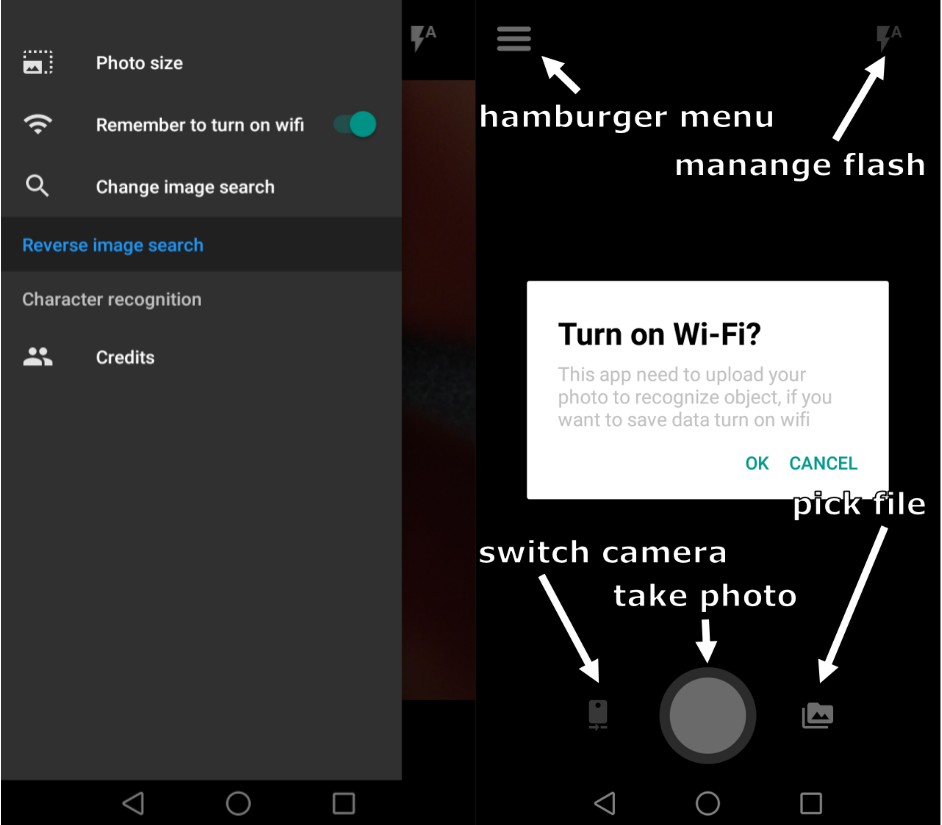 Photo size
Remember to turn on wifi
Change image search
Reverse image search
Character recognition
Credits
A
A
hamburger menu
manange flash
Turn on Wi-Fi?
This app need to upload your
photo to recognize object, if you
want to save data turn on wifi
OK CANCEL
pick file
switch camera
take photo